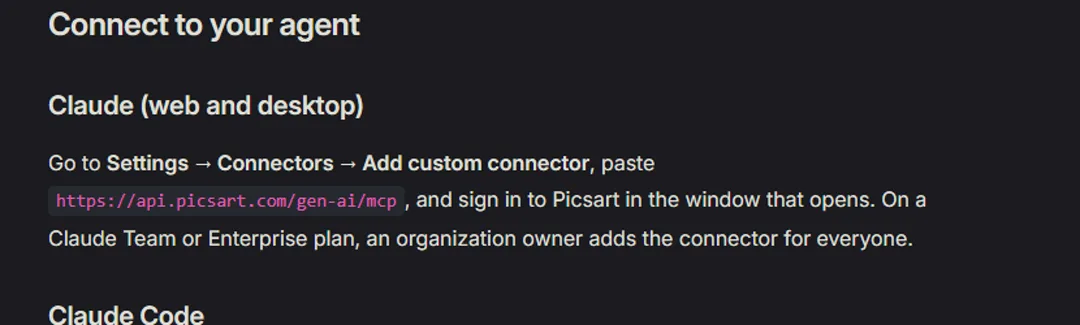 Connect to your agent
Claude (web and desktop)
Go to Settings → Connectors → Add custom connector, paste
https://api.picsart.com/gen-ai/mcp , and sign in to Picsart in the window that opens. On a
Claude Team or Enterprise plan, an organization owner adds the connector for everyone.
Claude Code